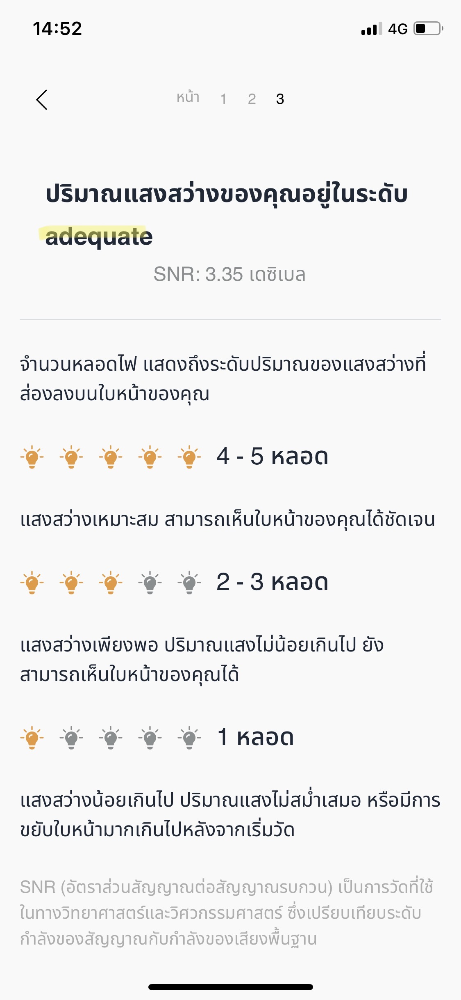 14:52 4G
หน้า 1 2 3
ปริมาณแสงสว่างของคุณอยู่ในระดับ
adequate
SNR: 3.35 เดซิเบล
จำนวนหลอดไฟ แสดงถึงระดับปริมาณของแสงสว่างที่
ส่องลงบนใบหน้าของคุณ
4 - 5 หลอด
แสงสว่างเหมาะสม สามารถเห็นใบหน้าของคุณได้ชัดเจน
2 - 3 หลอด
แสงสว่างเพียงพอ ปริมาณแสงไม่น้อยเกินไป ยัง
สามารถเห็นใบหน้าของคุณได้
1 หลอด
แสงสว่างน้อยเกินไป ปริมาณแสงไม่สม่ำเสมอ หรือมีการ
ขยับใบหน้ามากเกินไปหลังจากเริ่มวัด
SNR (อัตราส่วนสัญญาณต่อสัญญาณรบกวน) เป็นการวัดที่ใช้
ในทางวิทยาศาสตร์และวิศวกรรมศาสตร์ ซึ่งเปรียบเทียบระดับ
กำลังของสัญญาณกับกำลังของเสียงพื้นฐาน